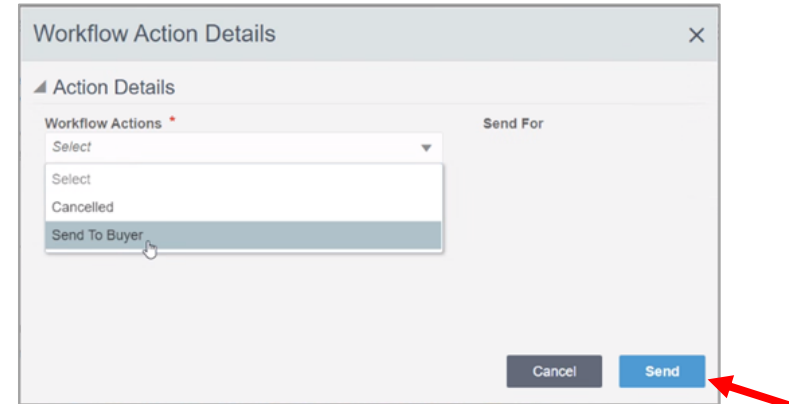 Workflow Action Details
Action Details
Workflow Actions * Send For
Select
Select
Cancelled
Send To Buyer
Cancel Send